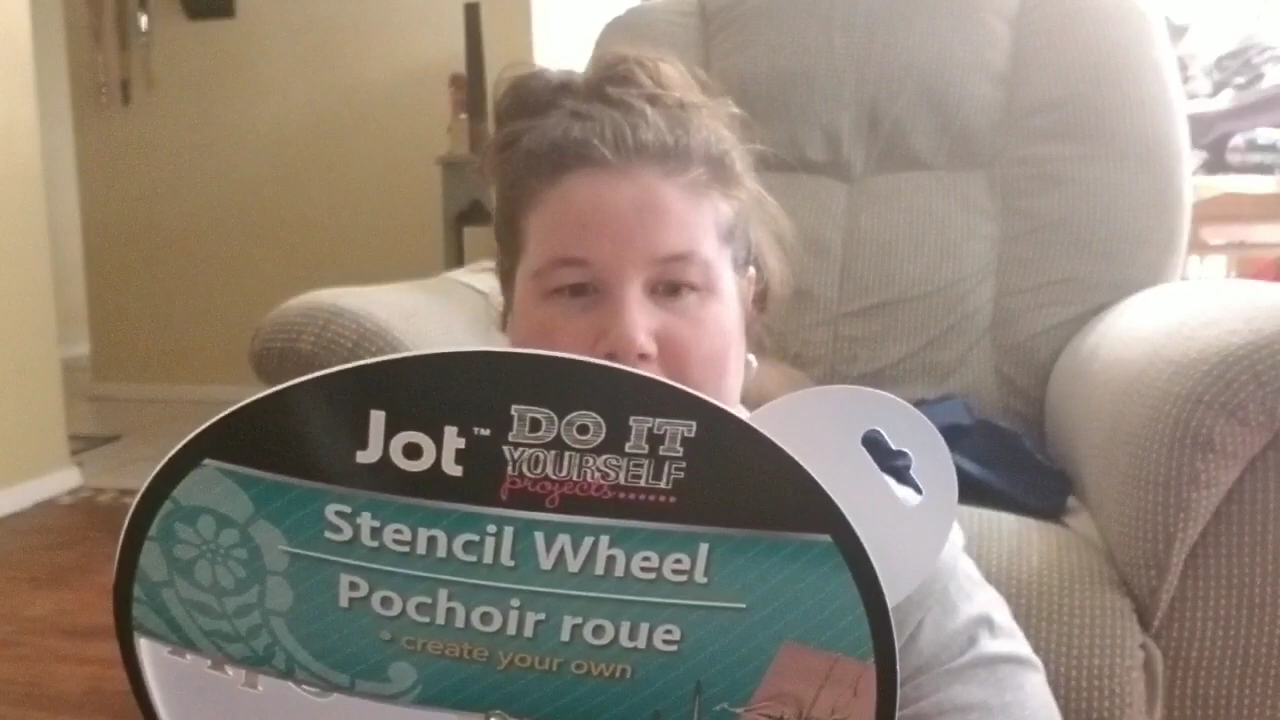 Jot™
DO IT
YOURSELF
projects......
Stencil Wheel
Pochoir roue
• create your own